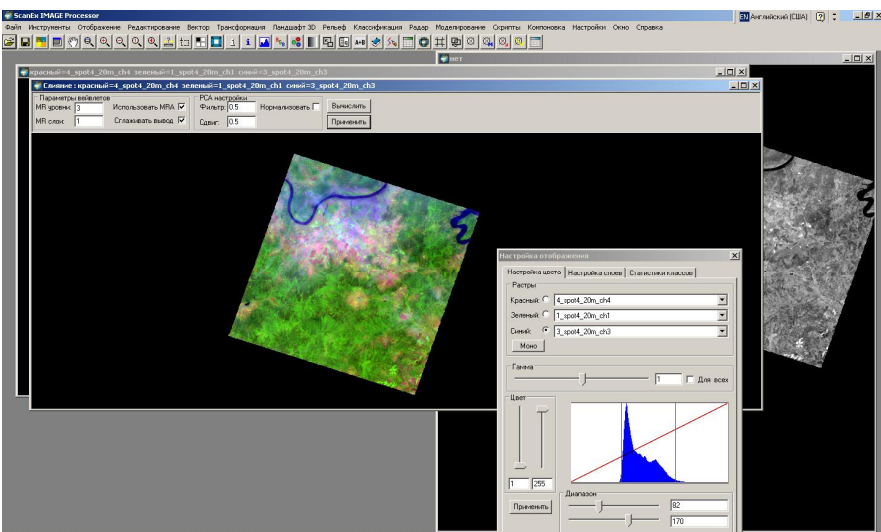 ScanEx IMAGE Processor
EN Английский (США)
Файл Инструменты Отображение Редактирование Вектор Трансформация Ландшафт 3D Рельеф Классификация Радар Моделирование Скрипты Компоновка Настройки Окно Справка
нет
красный=4_spot4_20m_ch4 зеленый=1_spot4_20m_ch1 синий=3_spot4_20m_ch3
Слияние : красный=4_spot4_20m_ch4 зеленый=1_spot4_20m_ch1 синий=3_spot4_20m_ch3
Параметры вейвлетов
MR уровни: 3 Использовать MRA
MR слои: 1 Сглаживать вывод
PCA настройки
Фильтр: 0.5 Нормализовать
Сдвиг: 0.5
Вычислить
Применить
Настройка отображения
Настройка цвета Настройка слоев Статистики классов
Растры
Красный: 4_spot4_20m_ch4
Зеленый: 1_spot4_20m_ch1
Синий: 3_spot4_20m_ch3
Моно
Гамма
1 Для всех
Цвет
1 255
Применить
Диапазон
82
170